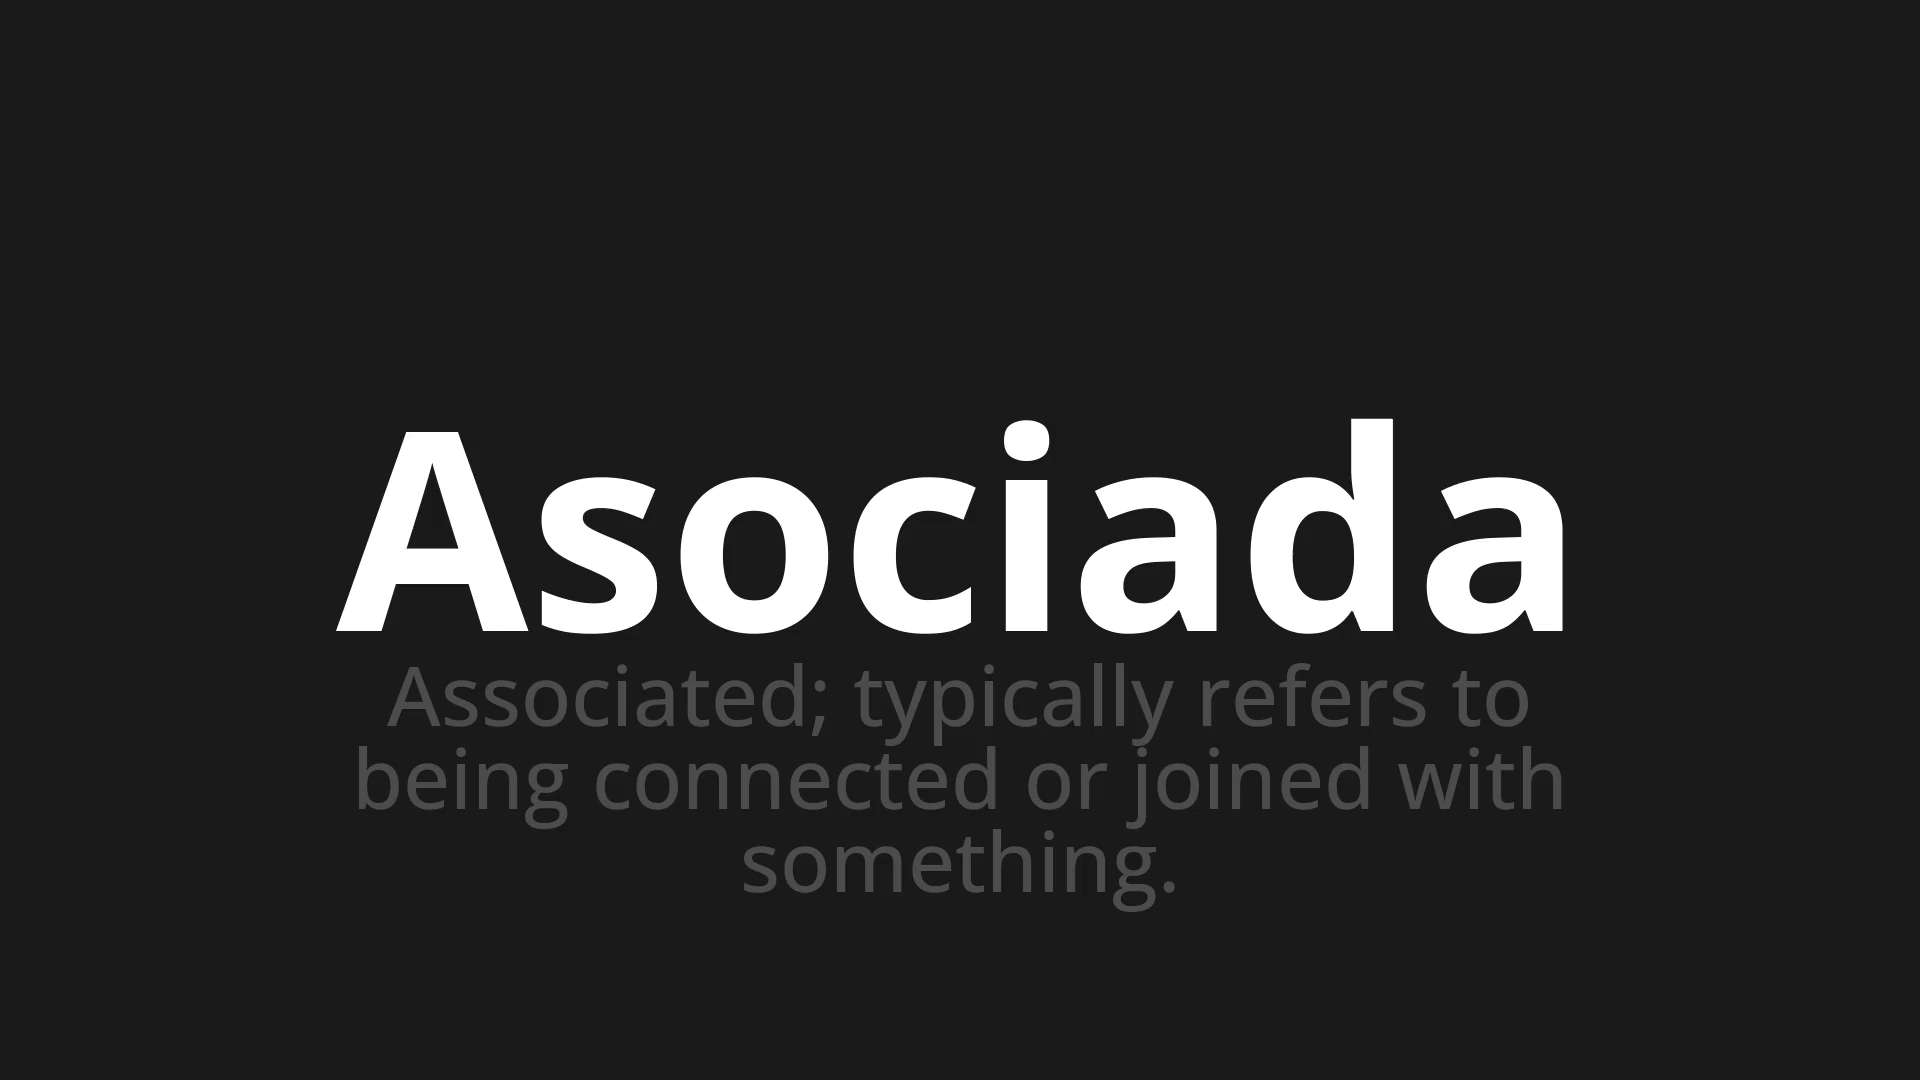 Asociada
Associated; typically refers to
being connected or joined with
something.